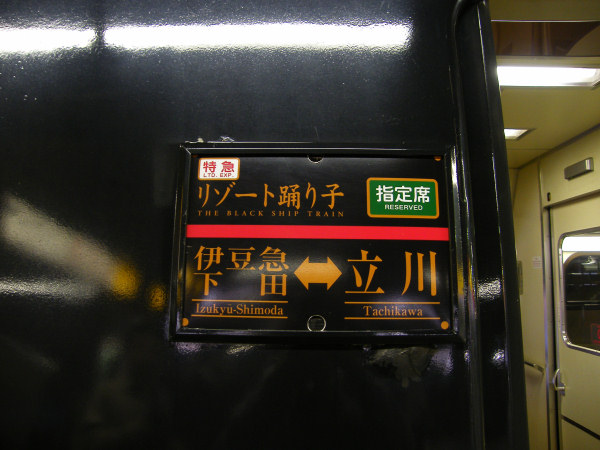 特急
LTD. EXP.
リゾート踊り子
THE BLACK SHIP TRAIN
指定席
RESERVED
伊豆急下田 ↔ 立川
Izukyu-Shimoda
Tachikawa